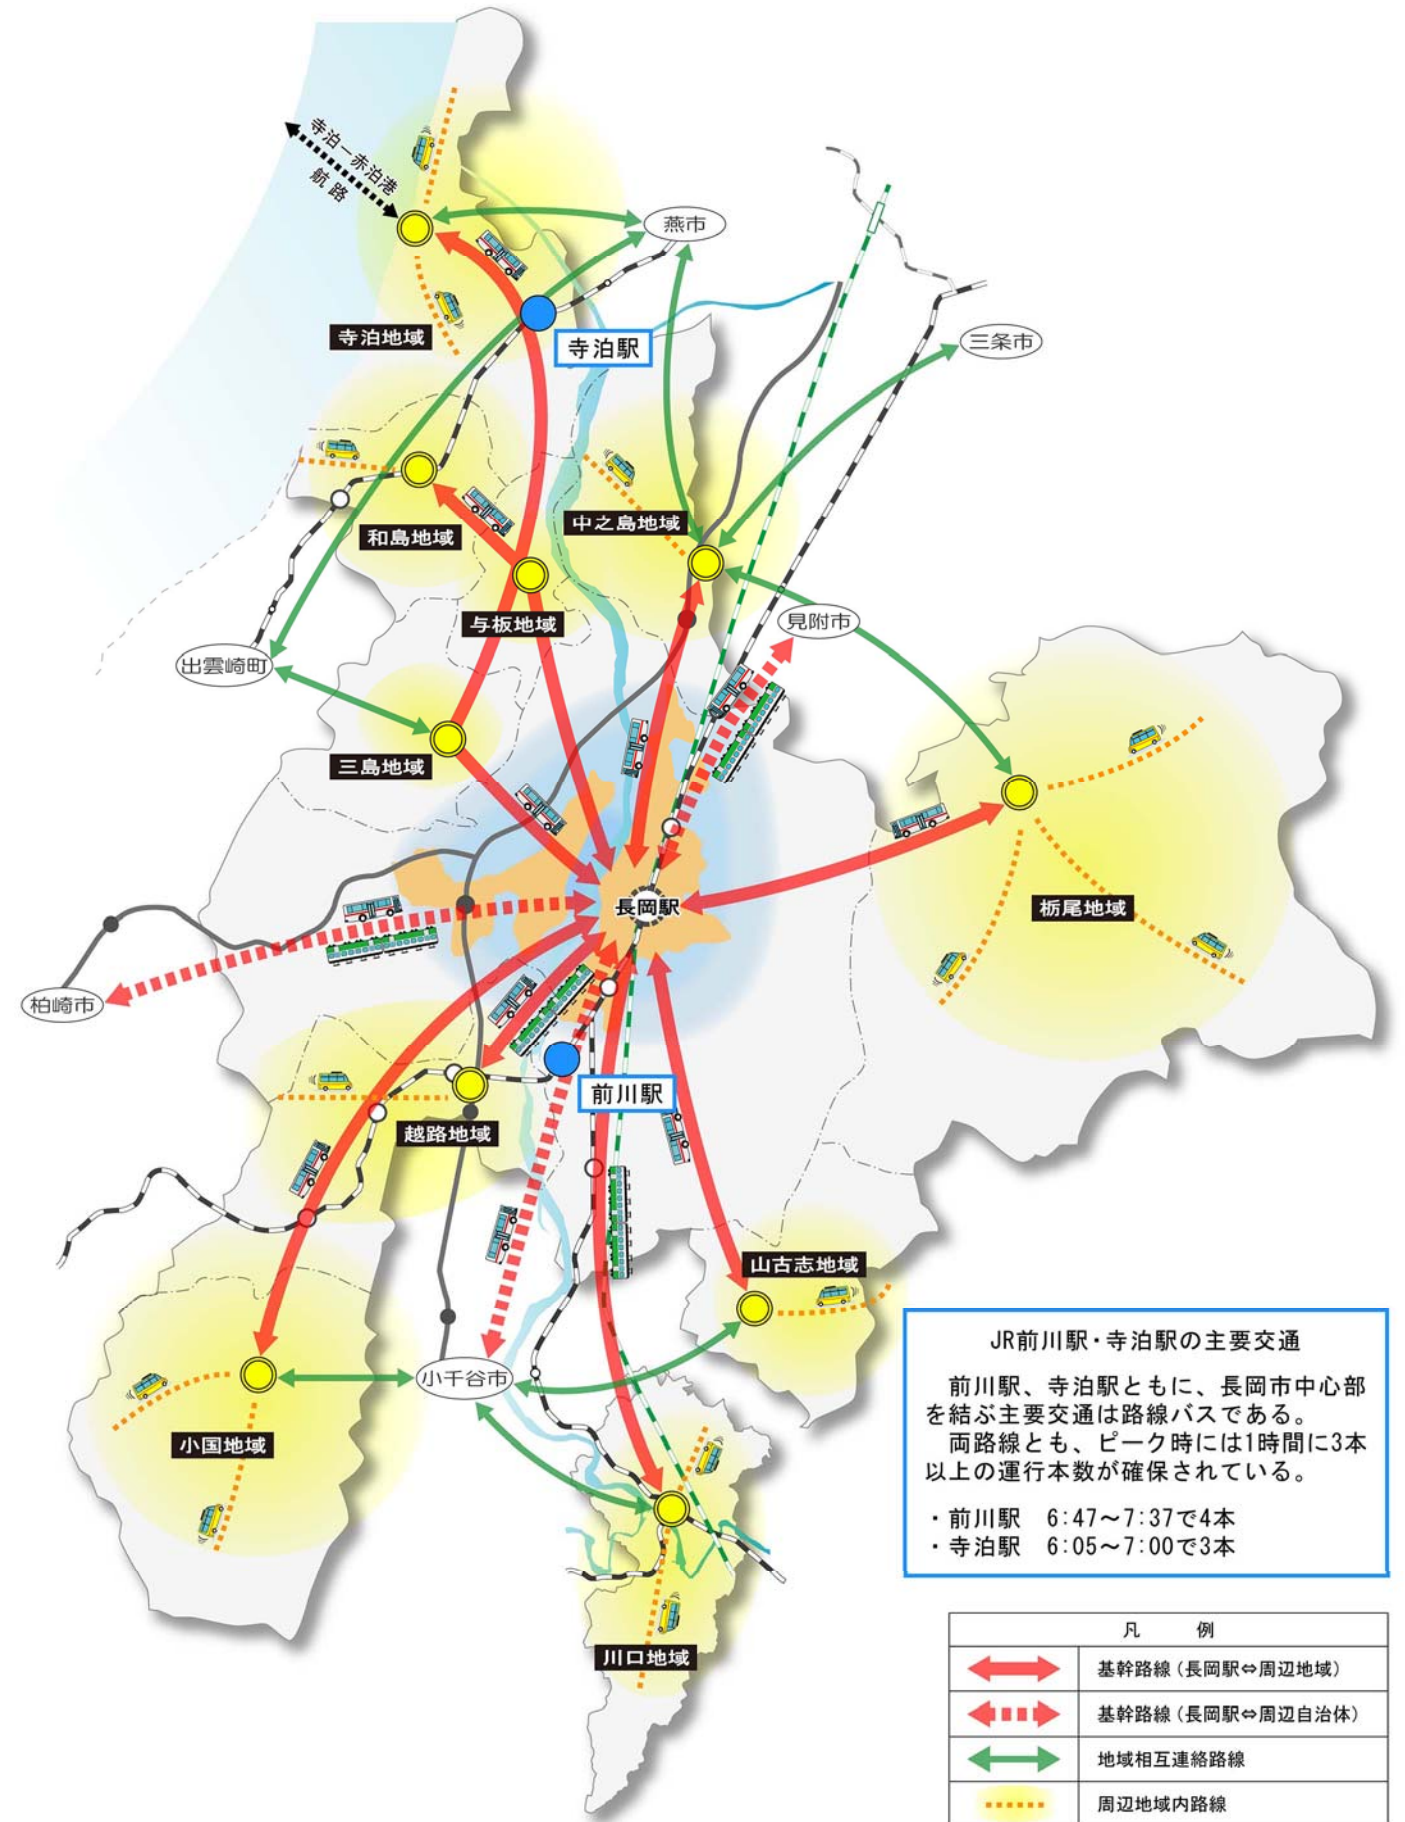 寺泊ー赤泊港
航路
燕市
寺泊地域
寺泊駅
三条市
和島地域
中之島地域
与板地域
見附市
出雲崎町
三島地域
長岡駅
栃尾地域
柏崎市
前川駅
越路地域
山古志地域
小千谷市
小国地域
川口地域
JR前川駅・寺泊駅の主要交通
前川駅、寺泊駅ともに、長岡市中心部
を結ぶ主要交通は路線バスである。
両路線とも、ピーク時には1時間に3本
以上の運行本数が確保されている。
・前川駅 6:47~7:37で4本
・寺泊駅 6:05~7:00で3本
凡 例
基幹路線(長岡駅⇔周辺地域)
基幹路線(長岡駅⇔周辺自治体)
地域相互連絡路線
周辺地域内路線